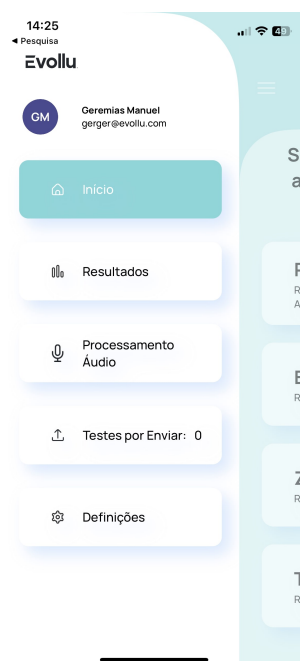 14:25
49
◀ Pesquisa
Evollu
GM
Geremias Manuel
gerger@evollu.com
Início
Resultados
Processamento
Áudio
Testes por Enviar: 0
Definições